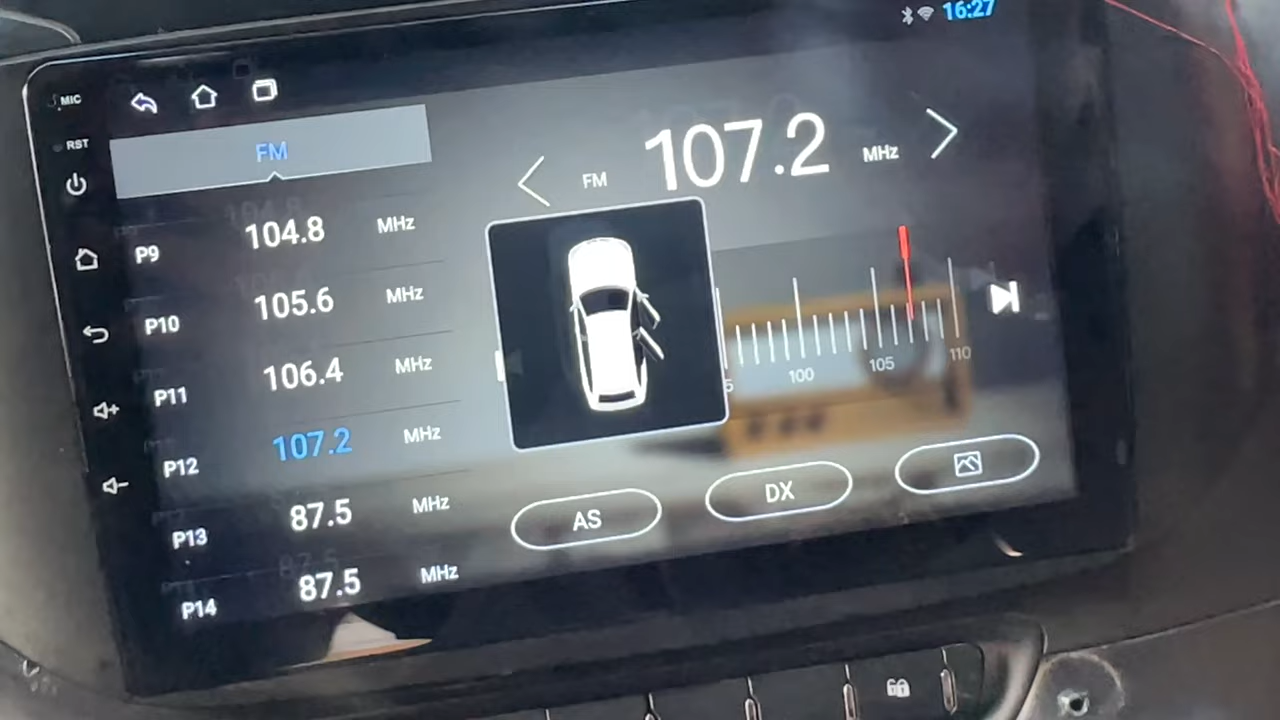 16:27
MIC
RST
FM
P9 104.8 MHz
P10 105.6 MHz
P11 106.4 MHz
P12 107.2 MHz
P13 87.5 MHz
P14 87.5 MHz
FM 107.2 MHz
5 100 105 110
AS DX